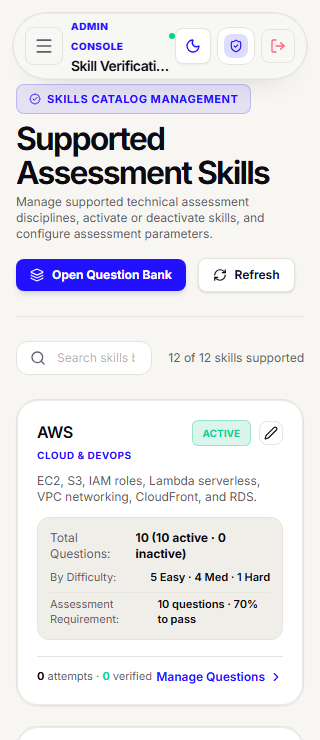 ADMIN
CONSOLE
Skill Verificati...
SKILLS CATALOG MANAGEMENT
Supported
Assessment Skills
Manage supported technical assessment
disciplines, activate or deactivate skills, and
configure assessment parameters.
Open Question Bank
Refresh
Search skills b
12 of 12 skills supported
AWS
ACTIVE
CLOUD & DEVOPS
EC2, S3, IAM roles, Lambda serverless,
VPC networking, CloudFront, and RDS.
Total
Questions:
10 (10 active · 0
inactive)
By Difficulty:
5 Easy · 4 Med · 1 Hard
Assessment
Requirement:
10 questions · 70%
to pass
0 attempts · 0 verified
Manage Questions